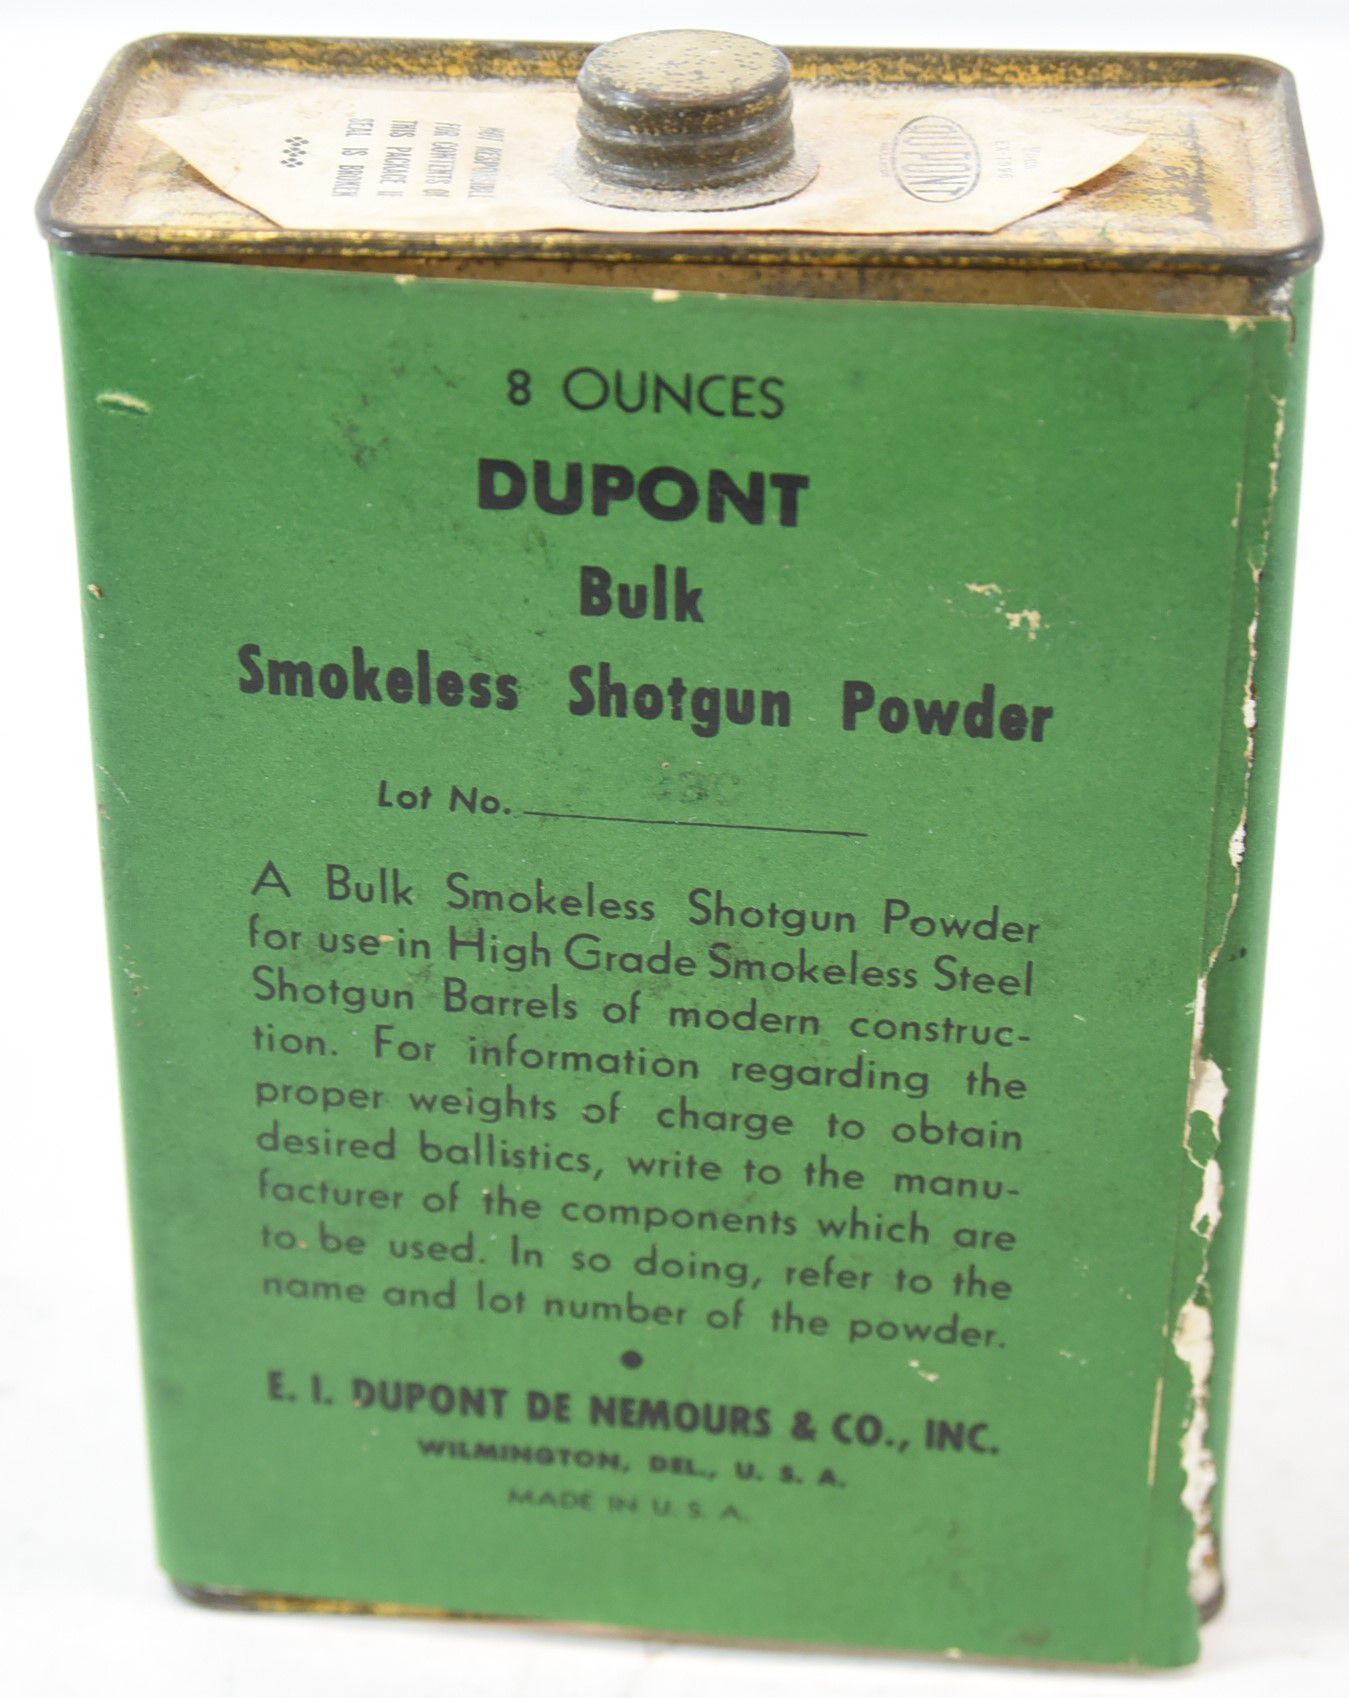 NOT RESPONSIBLE
FOR CONTENTS OF
THIS PACKAGE IF
SEAL IS BROKEN
DUPONT
8 OUNCES
DUPONT
Bulk
Smokeless Shotgun Powder
Lot No.
A Bulk Smokeless Shotgun Powder
for use in High Grade Smokeless Steel
Shotgun Barrels of modern construc-
tion. For information regarding the
proper weights of charge to obtain
desired ballistics, write to the manu-
facturer of the components which are
to be used. In so doing, refer to the
name and lot number of the powder.
E. I. DUPONT DE NEMOURS & CO., INC.
WILMINGTON, DEL., U. S. A.
MADE IN U. S. A.